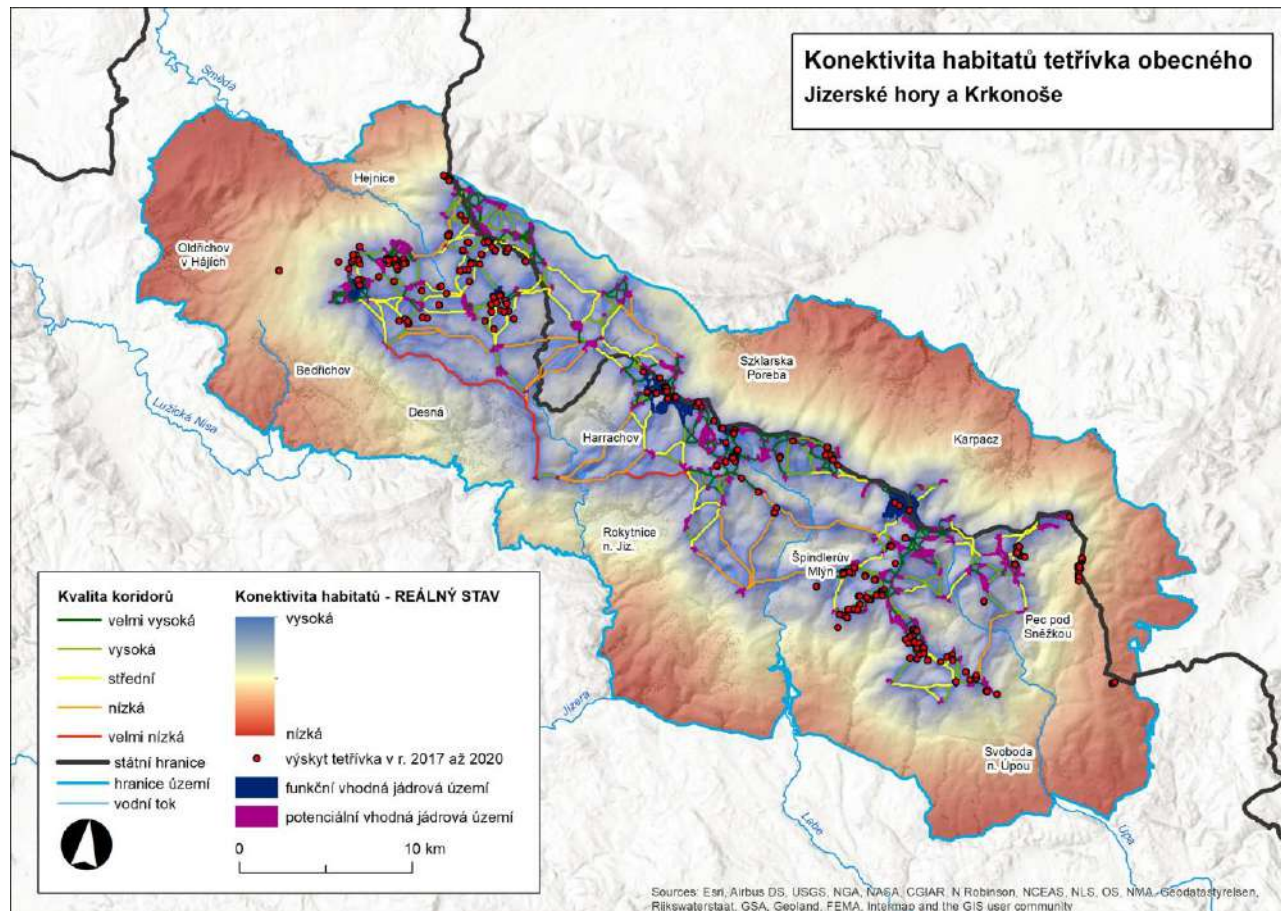 Konektivita habitatů tetřívka obecného
Jizerské hory a Krkonoše
Smědá
Hejnice
Oldřichov
v Hájích
Bedřichov
Lužická Nisa
Desná
Harrachov
Szklarska
Poreba
Karpacz
Rokytnice
n. Jiz.
Špindlerův
Mlýn
Pec pod
Sněžkou
Jizera
Svoboda
n. Úpou
Labe
Úpa
Kvalita koridorů
velmi vysoká
vysoká
střední
nízká
velmi nízká
státní hranice
hranice území
vodní tok
Konektivita habitatů - REÁLNÝ STAV
vysoká
nízká
výskyt tetřívka v r. 2017 až 2020
funkční vhodná jádrová území
potenciální vhodná jádrová území
0
10 km
Sources: Esri, Airbus DS, USGS, NGA, NASA, CGIAR, N Robinson, NCEAS, NLS, OS, NMA, Geodatastyrelsen,
Rijkswaterstaat, GSA, Geoland, FEMA, Intermap and the GIS user community